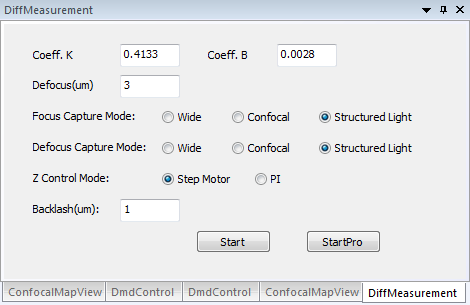 DiffMeasurement
Coeff. K 0.4133 Coeff. B 0.0028
Defocus(um) 3
Focus Capture Mode: Wide Confocal Structured Light
Defocus Capture Mode: Wide Confocal Structured Light
Z Control Mode: Step Motor PI
Backlash(um): 1
Start StartPro
ConfocalMapView DmdControl DmdControl ConfocalMapView DiffMeasurement